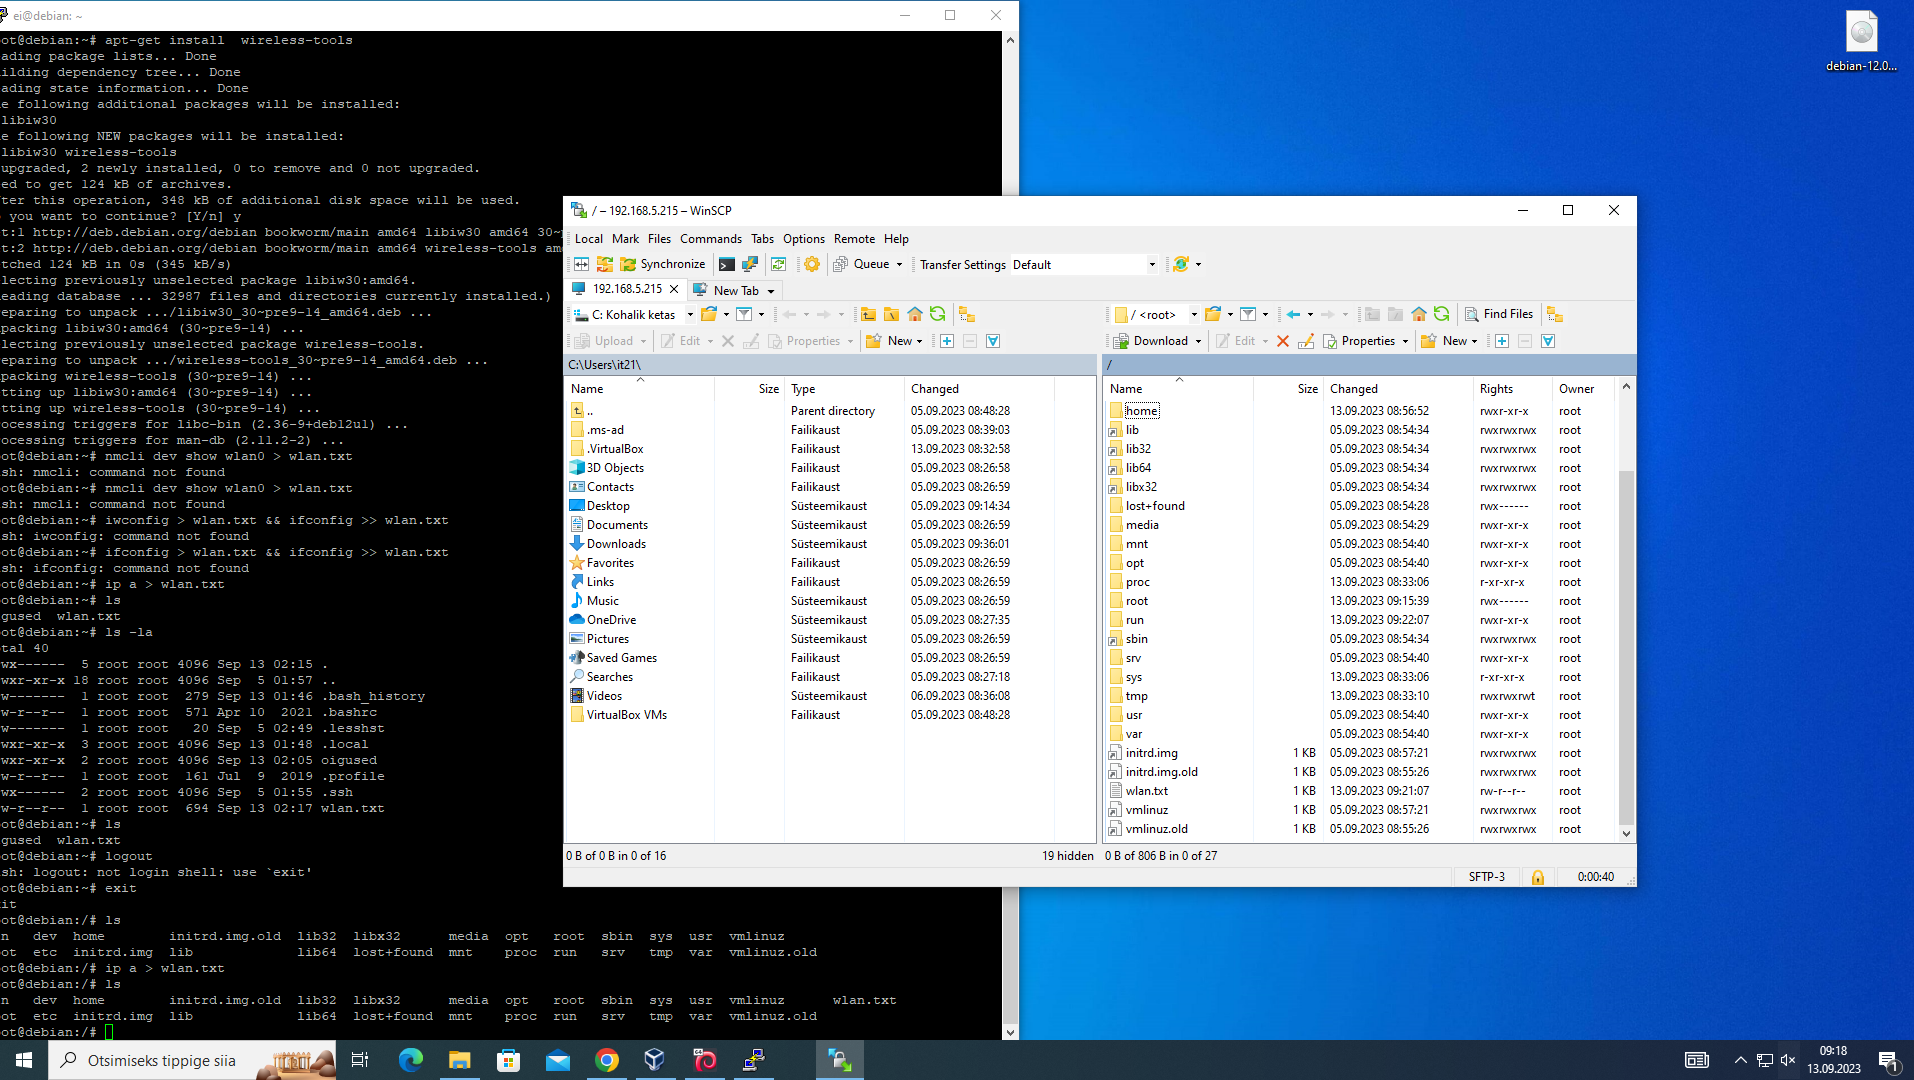 ei@debian: ~
ot@debian:~# apt-get install  wireless-tools
ading package lists... Done
ilding dependency tree... Done
ading state information... Done
e following additional packages will be installed:
libiw30
e following NEW packages will be installed:
libiw30 wireless-tools
upgraded, 2 newly installed, 0 to remove and 0 not upgraded.
ed to get 124 kB of archives.
ter this operation, 348 kB of additional disk space will be used.
you want to continue? [Y/n] y
t:1 http://deb.debian.org/debian bookworm/main amd64 libiw30 amd64 30~
t:2 http://deb.debian.org/debian bookworm/main amd64 wireless-tools am
tched 124 kB in 0s (345 kB/s)
lecting previously unselected package libiw30:amd64.
eading database ... 32987 files and directories currently installed.)
eparing to unpack .../libiw30_30~pre9-14_amd64.deb ...
packing libiw30:amd64 (30~pre9-14) ...
lecting previously unselected package wireless-tools.
eparing to unpack .../wireless-tools_30~pre9-14_amd64.deb ...
packing wireless-tools (30~pre9-14) ...
tting up libiw30:amd64 (30~pre9-14) ...
tting up wireless-tools (30~pre9-14) ...
ocessing triggers for libc-bin (2.36-9+deb12u1) ...
ocessing triggers for man-db (2.11.2-2) ...
ot@debian:~# nmcli dev show wlan0 > wlan.txt
sh: nmcli: command not found
ot@debian:~# nmcli dev show wlan0 > wlan.txt
sh: nmcli: command not found
ot@debian:~# iwconfig > wlan.txt && ifconfig >> wlan.txt
sh: iwconfig: command not found
ot@debian:~# ifconfig > wlan.txt && ifconfig >> wlan.txt
sh: ifconfig: command not found
ot@debian:~# ip a > wlan.txt
ot@debian:~# ls
gused  wlan.txt
ot@debian:~# ls -la
tal 40
wx------  5 root root 4096 Sep 13 02:15 .
wxr-xr-x 18 root root 4096 Sep  5 01:57 ..
w-------  1 root root  279 Sep 13 01:46 .bash_history
w-r--r--  1 root root  571 Apr 10  2021 .bashrc
w-------  1 root root   20 Sep  5 02:49 .lesshst
wxr-xr-x  3 root root 4096 Sep 13 01:48 .local
wxr-xr-x  2 root root 4096 Sep 13 02:05 oigused
w-r--r--  1 root root  161 Jul  9  2019 .profile
wx------  2 root root 4096 Sep  5 01:55 .ssh
w-r--r--  1 root root  694 Sep 13 02:17 wlan.txt
ot@debian:~# ls
gused  wlan.txt
ot@debian:~# logout
sh: logout: not login shell: use `exit'
ot@debian:~# exit
it
ot@debian:/# ls
n   dev  home        initrd.img.old  lib32  libx32      media  opt   root  sbin  sys  usr  vmlinuz
ot  etc  initrd.img  lib             lib64  lost+found  mnt    proc  run   srv   tmp  var  vmlinuz.old
ot@debian:/# ip a > wlan.txt
ot@debian:/# ls
n   dev  home        initrd.img.old  lib32  libx32      media  opt   root  sbin  sys  usr  vmlinuz      wlan.txt
ot  etc  initrd.img  lib             lib64  lost+found  mnt    proc  run   srv   tmp  var  vmlinuz.old
ot@debian:/#
debian-12.0...
/ – 192.168.5.215 – WinSCP
Local Mark Files Commands Tabs Options Remote Help
Synchronize Queue Transfer Settings Default
192.168.5.215 New Tab
C: Kohalik ketas
Upload Edit Properties New
C:\Users\it21\
Name Size Type Changed
.. Parent directory 05.09.2023 08:48:28
.ms-ad Failikaust 05.09.2023 08:39:03
.VirtualBox Failikaust 13.09.2023 08:32:58
3D Objects Failikaust 05.09.2023 08:26:58
Contacts Failikaust 05.09.2023 08:26:59
Desktop Süsteemikaust 05.09.2023 09:14:34
Documents Süsteemikaust 05.09.2023 08:26:59
Downloads Süsteemikaust 05.09.2023 09:36:01
Favorites Failikaust 05.09.2023 08:26:59
Links Failikaust 05.09.2023 08:26:59
Music Süsteemikaust 05.09.2023 08:26:59
OneDrive Süsteemikaust 05.09.2023 08:27:35
Pictures Süsteemikaust 05.09.2023 08:26:59
Saved Games Failikaust 05.09.2023 08:26:59
Searches Failikaust 05.09.2023 08:27:18
Videos Süsteemikaust 06.09.2023 08:36:08
VirtualBox VMs Failikaust 05.09.2023 08:48:28
0 B of 0 B in 0 of 16 19 hidden
/ <root> Find Files
Download Edit Properties New
/
Name Size Changed Rights Owner
home 13.09.2023 08:56:52 rwxr-xr-x root
lib 05.09.2023 08:54:34 rwxrwxrwx root
lib32 05.09.2023 08:54:34 rwxrwxrwx root
lib64 05.09.2023 08:54:34 rwxrwxrwx root
libx32 05.09.2023 08:54:34 rwxrwxrwx root
lost+found 05.09.2023 08:54:28 rwx------ root
media 05.09.2023 08:54:29 rwxr-xr-x root
mnt 05.09.2023 08:54:40 rwxr-xr-x root
opt 05.09.2023 08:54:40 rwxr-xr-x root
proc 13.09.2023 08:33:06 r-xr-xr-x root
root 13.09.2023 09:15:39 rwx------ root
run 13.09.2023 09:22:07 rwxr-xr-x root
sbin 05.09.2023 08:54:34 rwxrwxrwx root
srv 05.09.2023 08:54:40 rwxr-xr-x root
sys 13.09.2023 08:33:06 r-xr-xr-x root
tmp 13.09.2023 08:33:10 rwxrwxrwt root
usr 05.09.2023 08:54:40 rwxr-xr-x root
var 05.09.2023 08:54:40 rwxr-xr-x root
initrd.img 1 KB 05.09.2023 08:57:21 rwxrwxrwx root
initrd.img.old 1 KB 05.09.2023 08:55:26 rwxrwxrwx root
wlan.txt 1 KB 13.09.2023 09:21:07 rw-r--r-- root
vmlinuz 1 KB 05.09.2023 08:57:21 rwxrwxrwx root
vmlinuz.old 1 KB 05.09.2023 08:55:26 rwxrwxrwx root
0 B of 806 B in 0 of 27
SFTP-3 0:00:40
Otsimiseks tippige siia
09:18
13.09.2023
1